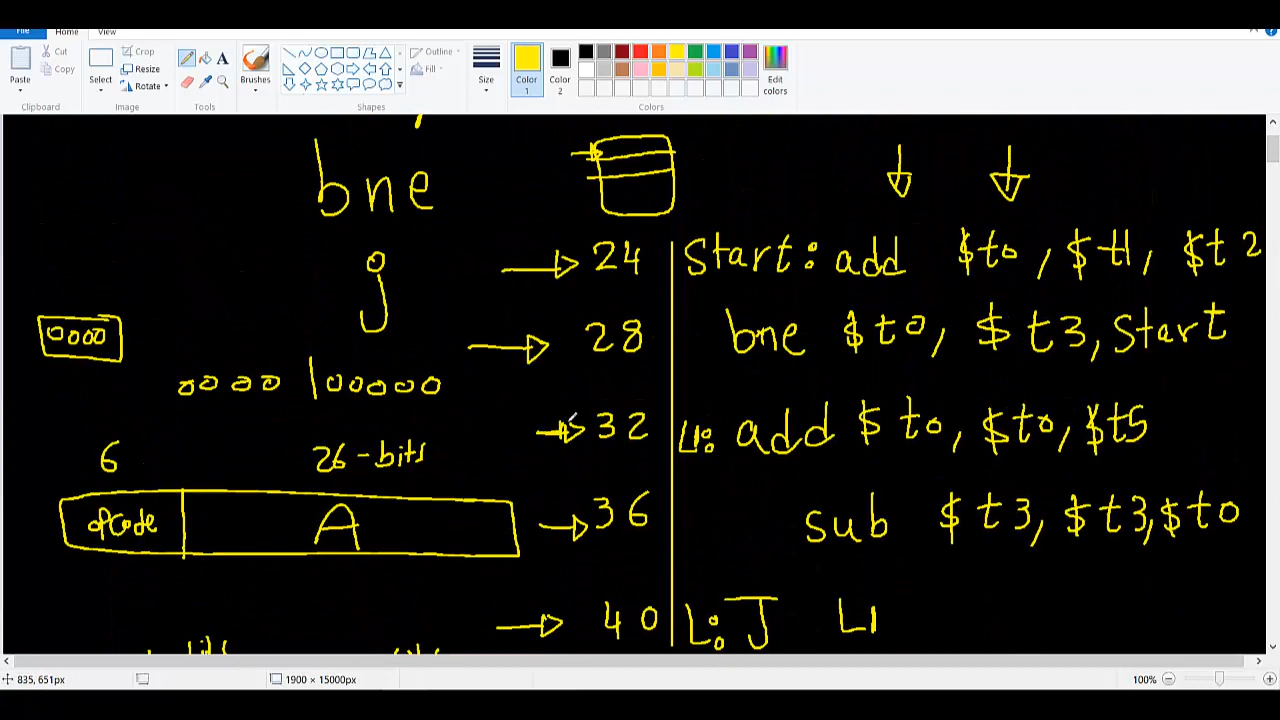 File Home View
Paste Cut Copy
Select Crop Resize Rotate
A
Brushes
Outline
Fill
Size
Color 1
Color 2
Edit colors
Clipboard Image Tools Shapes Colors
bne
j
24 Start: add $t0, $t1, $t2
0000
28 bne $t0, $t3, Start
0000 | 00000
32 L1: add $t0, $t0, $t5
6 26-bits
opcode A
36 sub $t3, $t3, $t0
40 L: J L1
835, 651px 1900 × 15000px 100%